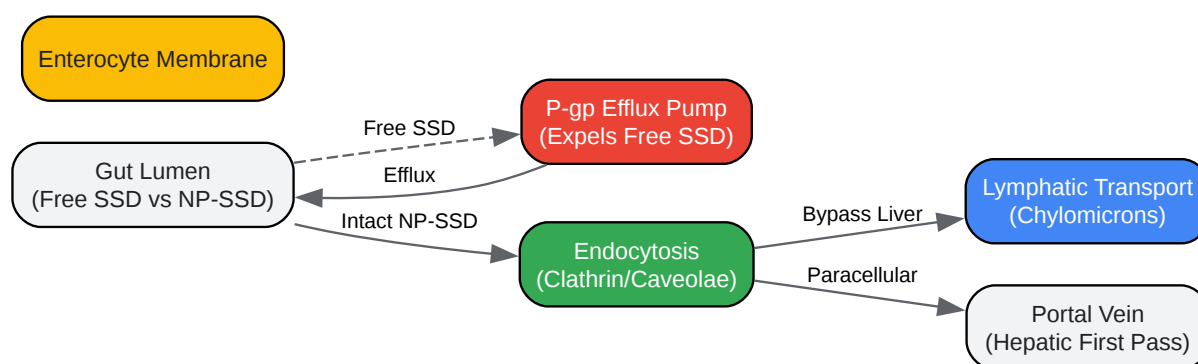 Enterocyte Membrane
Gut Lumen
(Free SSD vs NP-SSD)
Free SSD
Efflux
Intact NP-SSD
P-gp Efflux Pump
(Expels Free SSD)
Endocytosis
(Clathrin/Caveolae)
Bypass Liver
Paracellular
Lymphatic Transport
(Chylomicrons)
Portal Vein
(Hepatic First Pass)